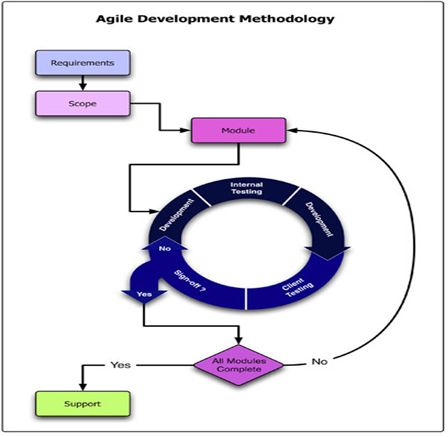 Agile Development Methodology
Requirements
Scope
Module
Internal
Testing
Development
Development
No
Sign-off ?
Client
Testing
Yes
All Modules
Complete
Yes
No
Support